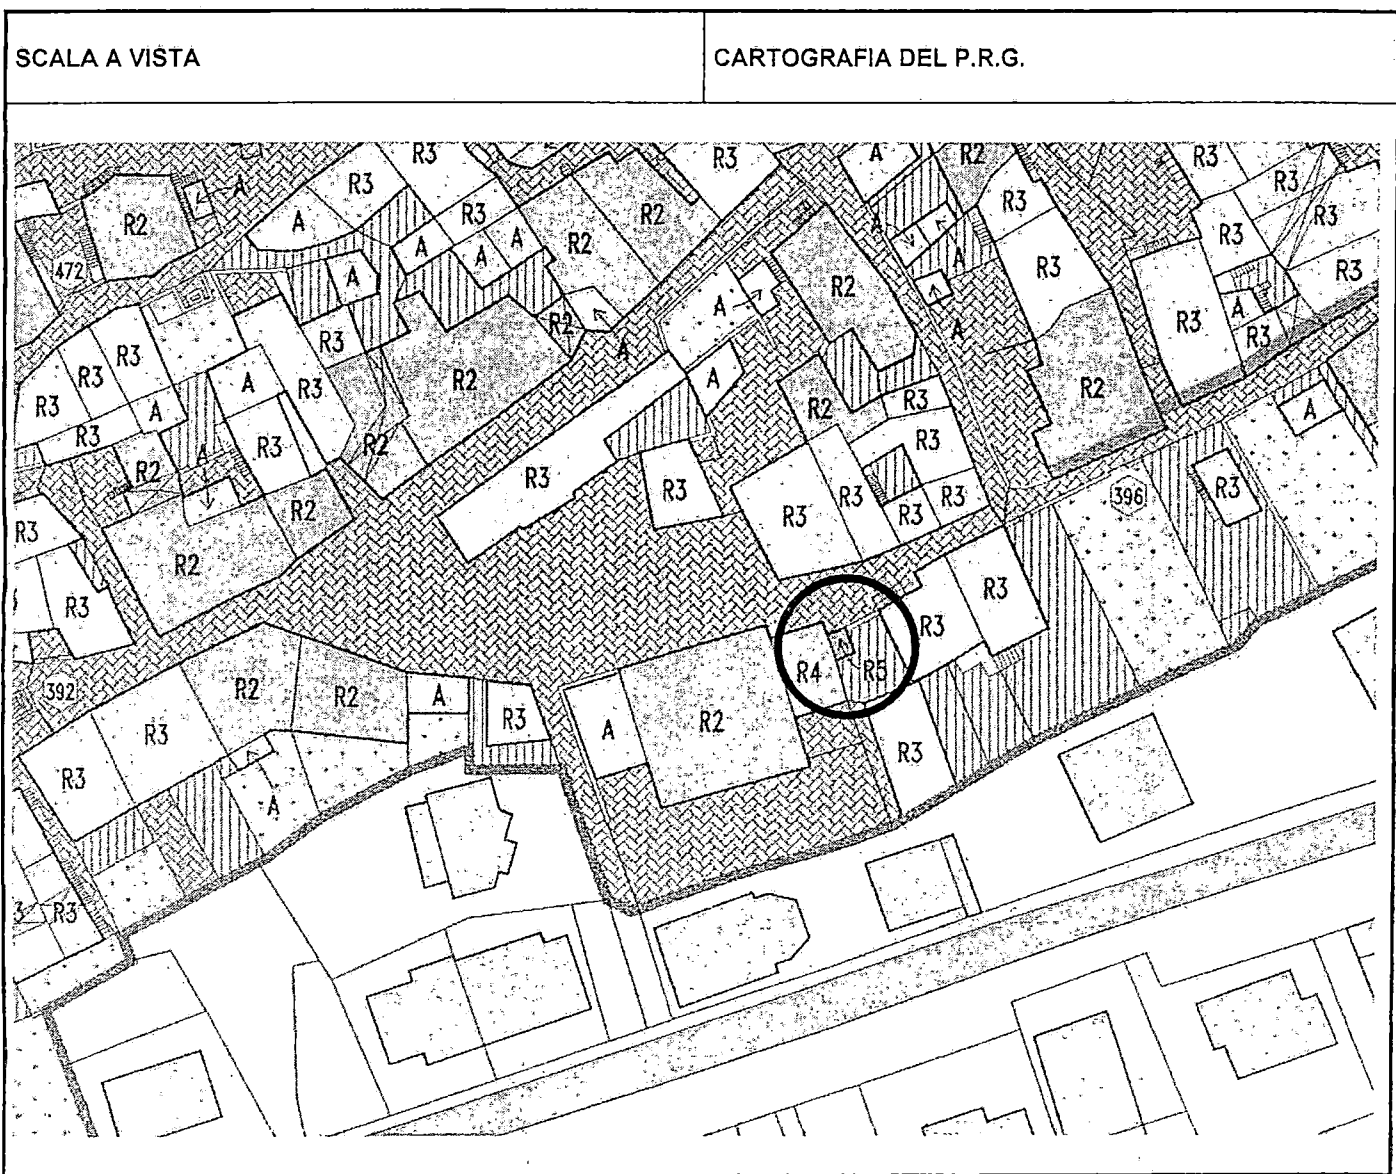 SCALA A VISTA
CARTOGRAFIA DEL P.R.G.
R3 R3 A R2 R3
R2 A R3 A R3 R2 R3 A R3 R3
A A A R2 R3 R3
472 A R2 R3 R3
A R2 A R3
R3 R3 R2 A R3 R3
R3 A R3 R2 A R2 R3 A
R3 A R3 R2 R3
R2 A R3 R2 R3 R3 R3 R3 R3 396 R3
R3 R2 R2 R3 R3 R3
R3 R3 R3
R4 R5
392 R2 R2 A R3 A R2
R3 R3 R3
A
R3